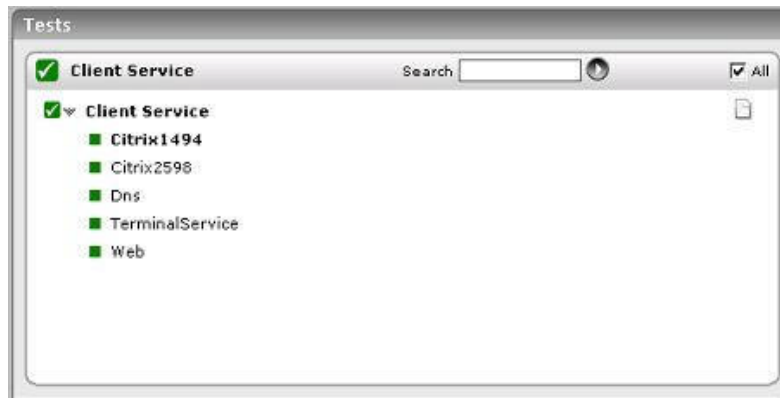 Tests
Client Service Search All
Client Service
Citrix1494
Citrix2598
Dns
TerminalService
Web